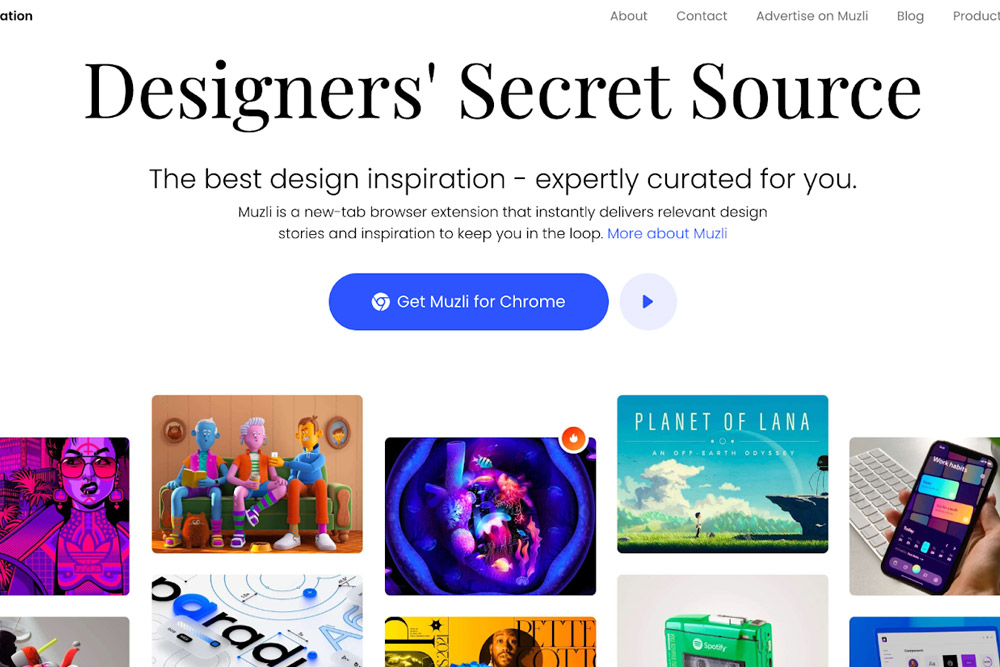 ation
About Contact Advertise on Muzli Blog Product
Designers' Secret Source
The best design inspiration - expertly curated for you.
Muzli is a new-tab browser extension that instantly delivers relevant design
stories and inspiration to keep you in the loop. More about Muzli
Get Muzli for Chrome
PLANET OF LANA
AN OFF-EARTH ODYSSEY
Work habits
Spotify